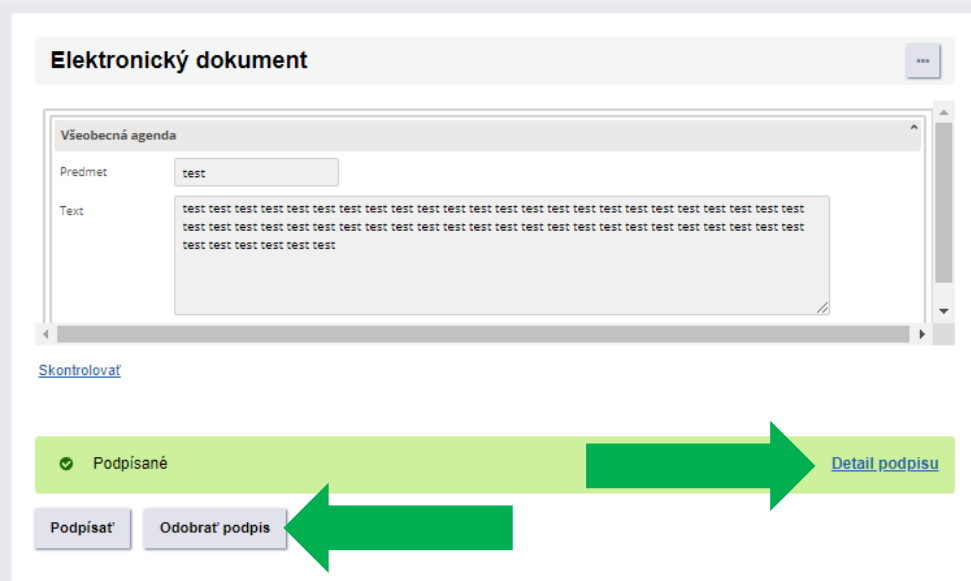 Elektronický dokument
Všeobecná agenda
Predmet
test
Text
test test test test test test test test test test test test test test test test test test test test test test test test
test test test test test test test test test test test test test test test test test test test test test test test test
test test test test test test
Skontrolovať
Podpísané
Detail podpisu
Podpísať
Odobrať podpis